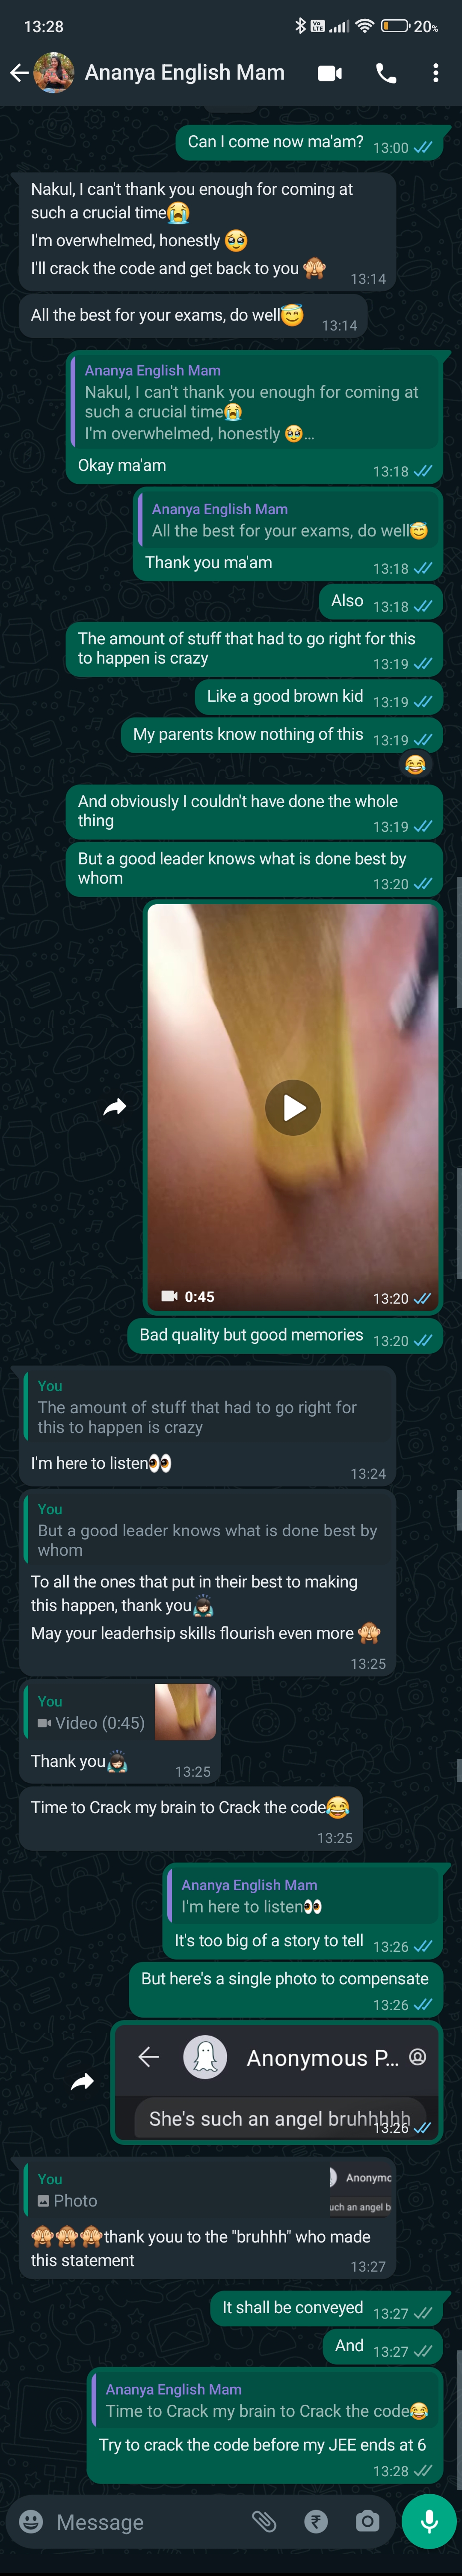 13:28
Vo LTE
20%
Ananya English Mam
Can I come now ma'am?
13:00
Nakul, I can't thank you enough for coming at
such a crucial time😭
I'm overwhelmed, honestly 🥹
I'll crack the code and get back to you 🙈
13:14
All the best for your exams, do well😇
13:14
Ananya English Mam
Nakul, I can't thank you enough for coming at
such a crucial time😭
I'm overwhelmed, honestly 🥹...
Okay ma'am
13:18
Ananya English Mam
All the best for your exams, do well😇
Thank you ma'am
13:18
Also
13:18
The amount of stuff that had to go right for this
to happen is crazy
13:19
Like a good brown kid
13:19
My parents know nothing of this
13:19
😂
And obviously I couldn't have done the whole
thing
13:19
But a good leader knows what is done best by
whom
13:20
0:45
13:20
Bad quality but good memories
13:20
You
The amount of stuff that had to go right for
this to happen is crazy
I'm here to listen👀
13:24
You
But a good leader knows what is done best by
whom
To all the ones that put in their best to making
this happen, thank you🙇🏻‍♀️
May your leaderhsip skills flourish even more 🙈
13:25
You
Video (0:45)
Thank you🙇🏻‍♀️
13:25
Time to Crack my brain to Crack the code😂
13:25
Ananya English Mam
I'm here to listen👀
It's too big of a story to tell
13:26
But here's a single photo to compensate
13:26
Anonymous P...
She's such an angel bruhhhhh
13:26
You
Photo
Anonymc
uch an angel b
🙈🙈🙈thank youu to the "bruhhh" who made
this statement
13:27
It shall be conveyed
13:27
And
13:27
Ananya English Mam
Time to Crack my brain to Crack the code😂
Try to crack the code before my JEE ends at 6
13:28
Message
₹